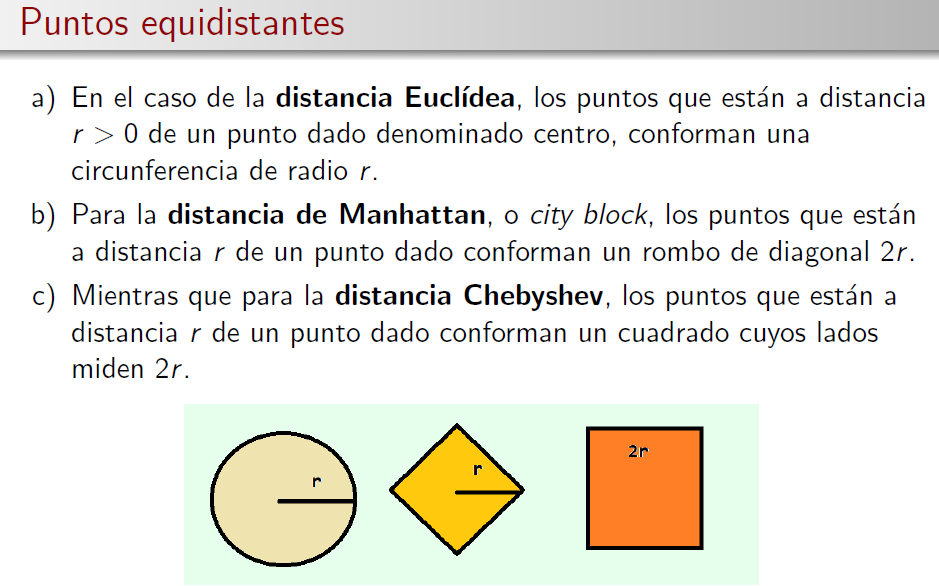 Puntos equidistantes
a) En el caso de la distancia Euclídea, los puntos que están a distancia
r > 0 de un punto dado denominado centro, conforman una
circunferencia de radio r.
b) Para la distancia de Manhattan, o city block, los puntos que están
a distancia r de un punto dado conforman un rombo de diagonal 2r.
c) Mientras que para la distancia Chebyshev, los puntos que están a
distancia r de un punto dado conforman un cuadrado cuyos lados
miden 2r.
r
r
2r